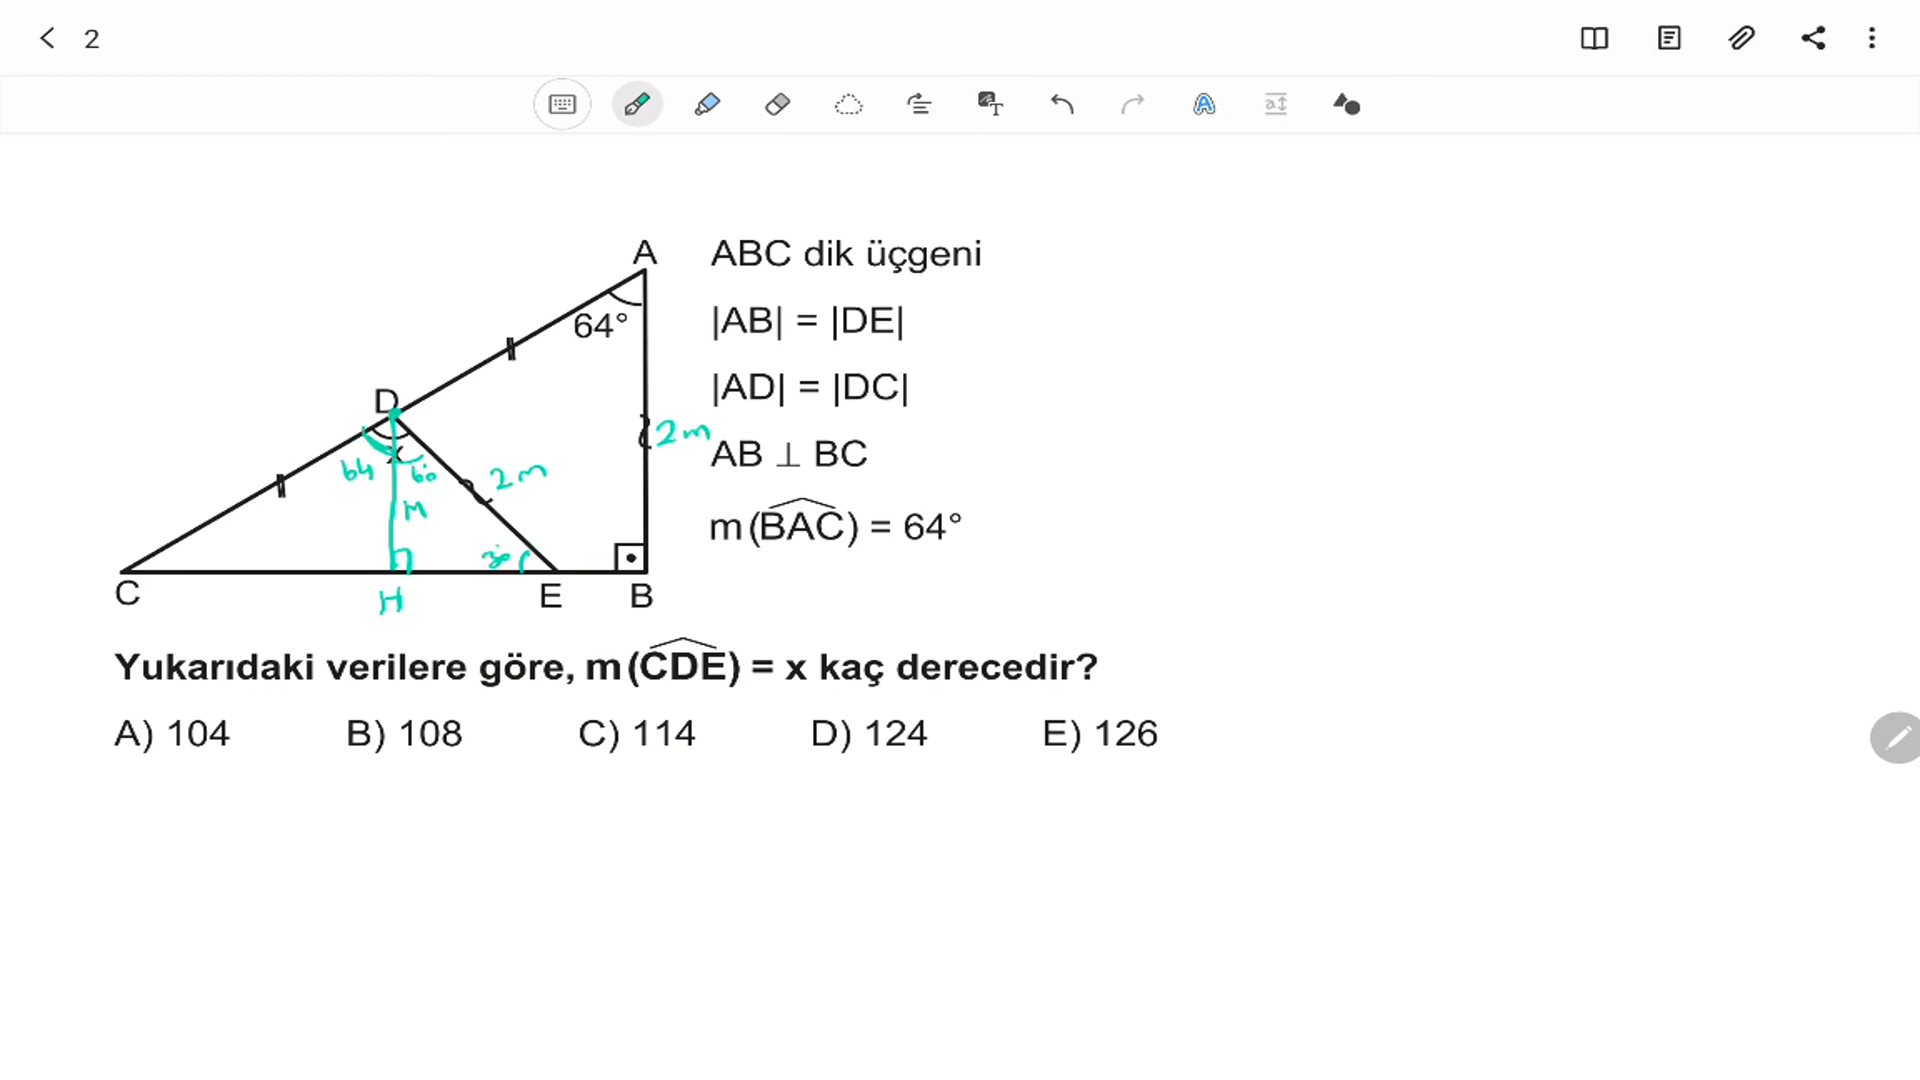 2
A
ABC dik üçgeni
64°
|AB| = |DE|
|AD| = |DC|
D
2m
AB ⊥ BC
x
64
60
2m
m
m(BAC) = 64°
30
C
H
E
B
Yukarıdaki verilere göre, m(CDE) = x kaç derecedir?
A) 104 B) 108 C) 114 D) 124 E) 126